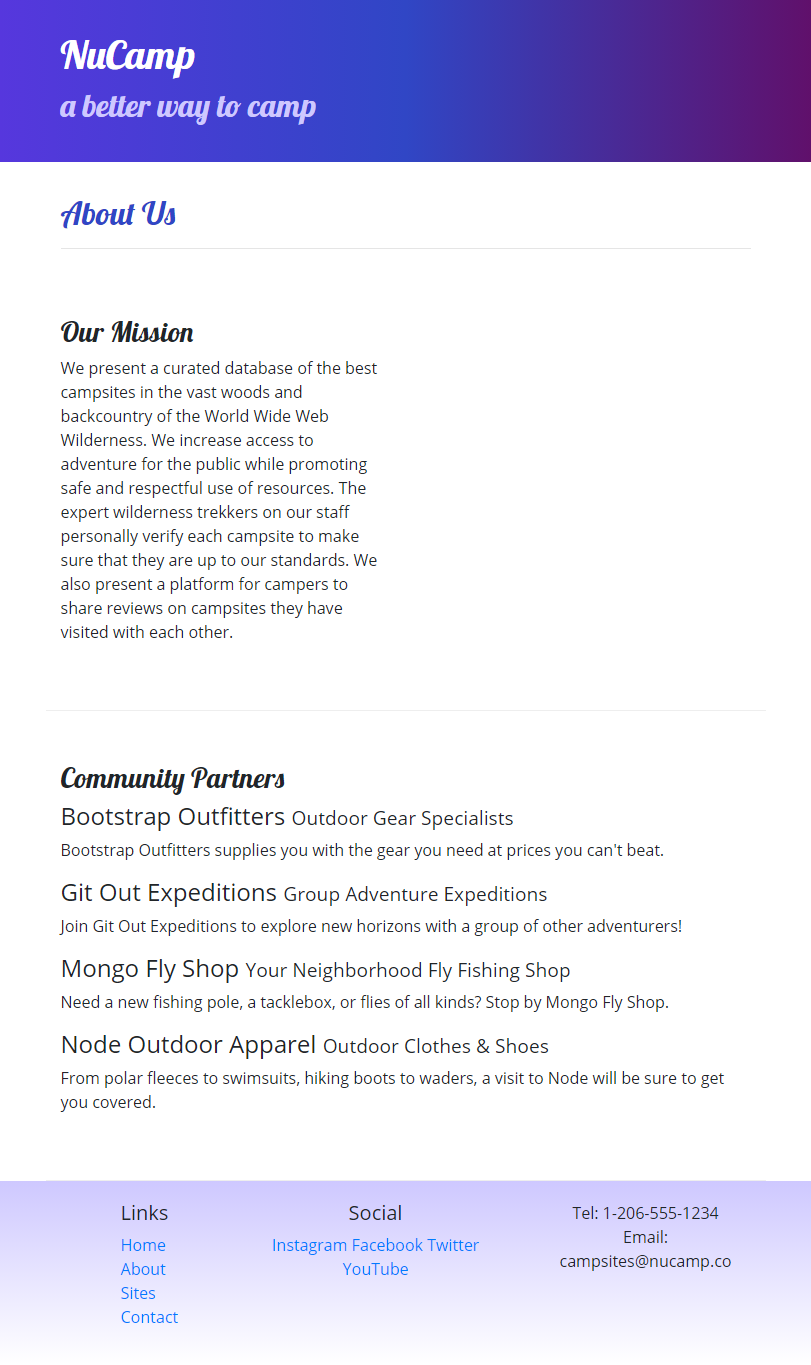 NuCamp
a better way to camp
About Us
Our Mission
We present a curated database of the best
campsites in the vast woods and
backcountry of the World Wide Web
Wilderness. We increase access to
adventure for the public while promoting
safe and respectful use of resources. The
expert wilderness trekkers on our staff
personally verify each campsite to make
sure that they are up to our standards. We
also present a platform for campers to
share reviews on campsites they have
visited with each other.
Community Partners
Bootstrap Outfitters Outdoor Gear Specialists
Bootstrap Outfitters supplies you with the gear you need at prices you can't beat.
Git Out Expeditions Group Adventure Expeditions
Join Git Out Expeditions to explore new horizons with a group of other adventurers!
Mongo Fly Shop Your Neighborhood Fly Fishing Shop
Need a new fishing pole, a tacklebox, or flies of all kinds? Stop by Mongo Fly Shop.
Node Outdoor Apparel Outdoor Clothes & Shoes
From polar fleeces to swimsuits, hiking boots to waders, a visit to Node will be sure to get
you covered.
Links
Home
About
Sites
Contact
Social
Instagram Facebook Twitter
YouTube
Tel: 1-206-555-1234
Email:
campsites@nucamp.co